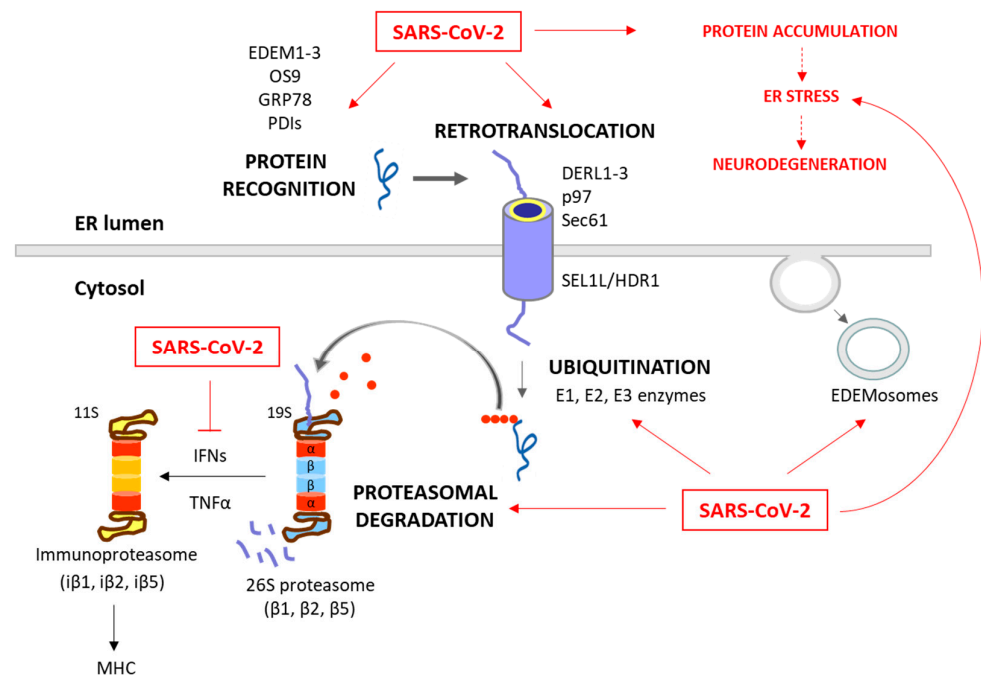 SARS-CoV-2
PROTEIN ACCUMULATION
ER STRESS
NEURODEGENERATION
EDEM1-3
OS9
GRP78
PDIs
PROTEIN
RECOGNITION
RETROTRANSLOCATION
DERL1-3
p97
Sec61
ER lumen
Cytosol
SEL1L/HDR1
SARS-CoV-2
UBIQUITINATION
E1, E2, E3 enzymes
EDEMosomes
11S
19S
IFNs
TNFα
α
β
β
α
PROTEASOMAL
DEGRADATION
SARS-CoV-2
Immunoproteasome
(iβ1, iβ2, iβ5)
26S proteasome
(β1, β2, β5)
MHC